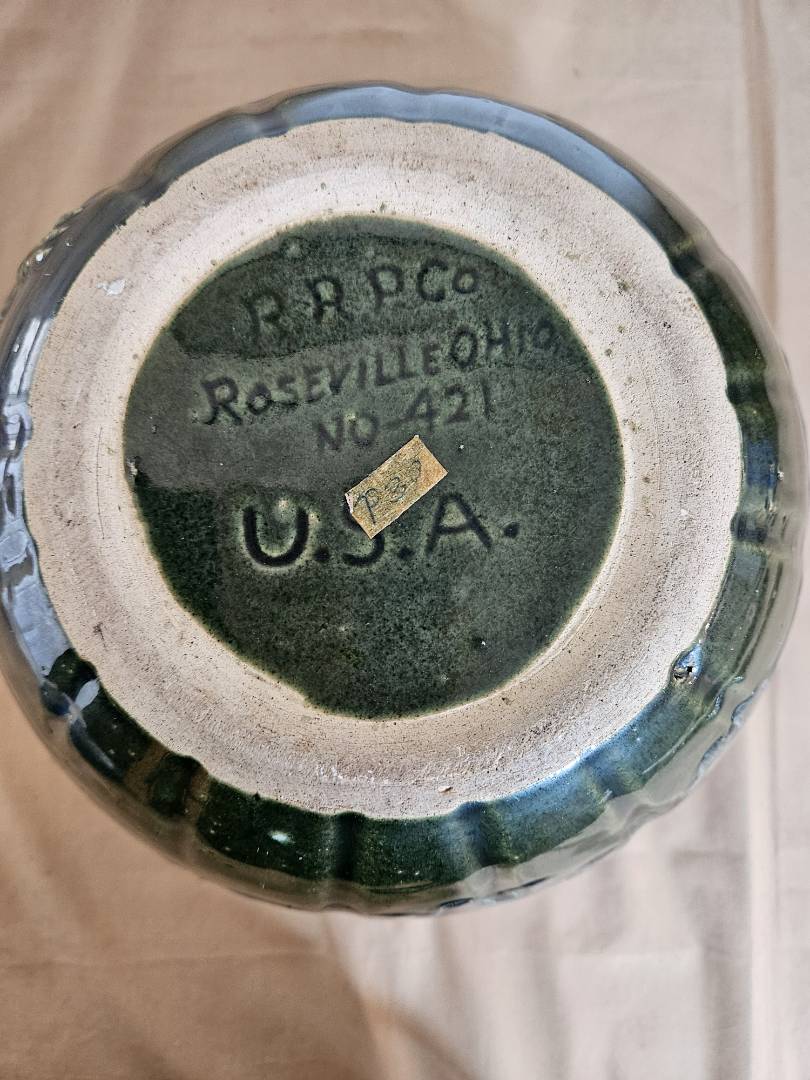 R R P Co
ROSEVILLE OHIO
NO-421
U.S.A.